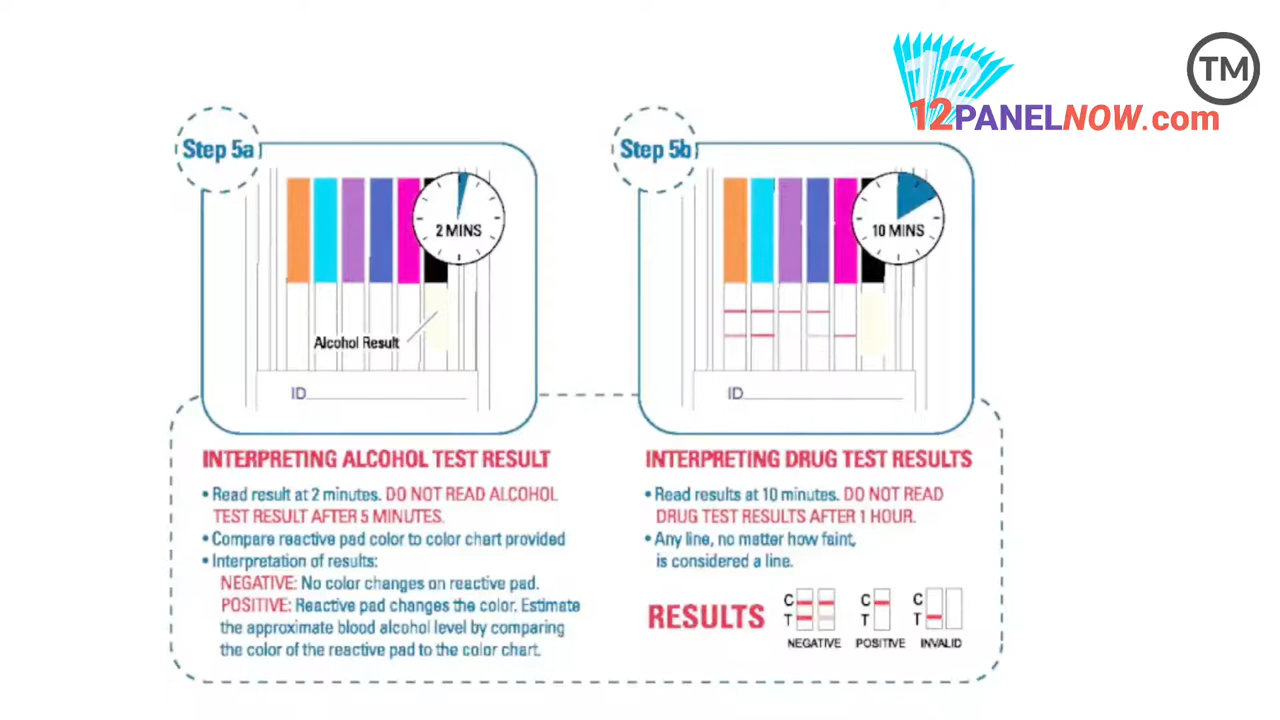 12PANELNOW.com
TM
Step 5a
2 MINS
Alcohol Result
ID
INTERPRETING ALCOHOL TEST RESULT
• Read result at 2 minutes. DO NOT READ ALCOHOL
TEST RESULT AFTER 5 MINUTES.
• Compare reactive pad color to color chart provided
• Interpretation of results:
NEGATIVE: No color changes on reactive pad.
POSITIVE: Reactive pad changes the color. Estimate
the approximate blood alcohol level by comparing
the color of the reactive pad to the color chart.
Step 5b
10 MINS
ID
INTERPRETING DRUG TEST RESULTS
• Read results at 10 minutes. DO NOT READ
DRUG TEST RESULTS AFTER 1 HOUR.
• Any line, no matter how faint,
is considered a line.
RESULTS
C
T
NEGATIVE
C
T
POSITIVE
C
T
INVALID